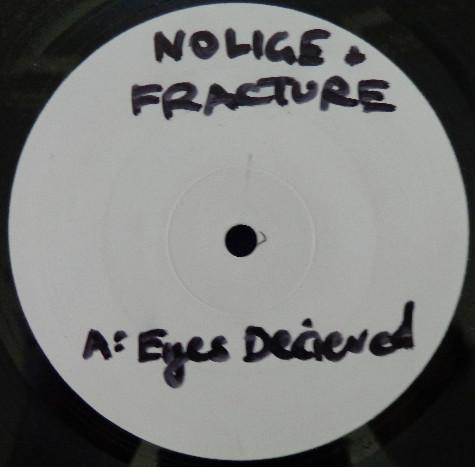 NOLIGE +
FRACTURE
A: Eyes Decieved